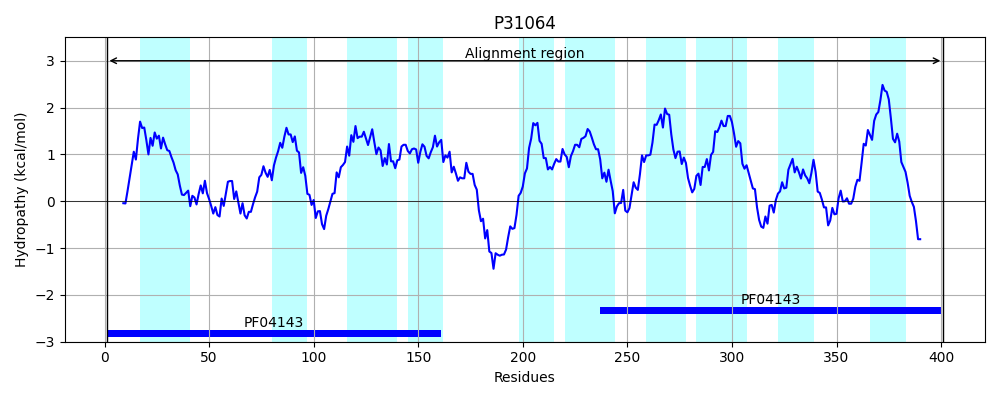 P31064
Alignment region
Hydropathy (kcal/mol)
3
2
1
0
−1
−2
−3
PF04143
PF04143
0 50 100 150 200 250 300 350 400
Residues